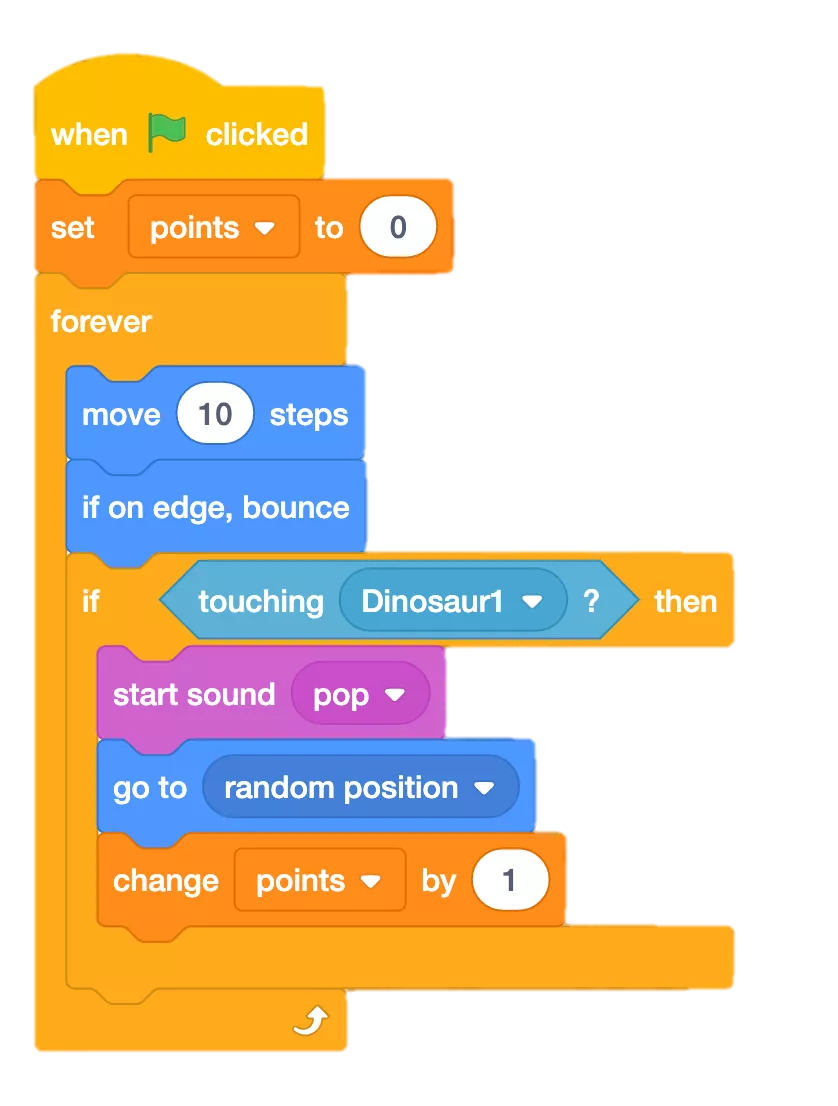 when clicked
set points to 0
forever
move 10 steps
if on edge, bounce
if touching Dinosaur1 ? then
start sound pop
go to random position
change points by 1